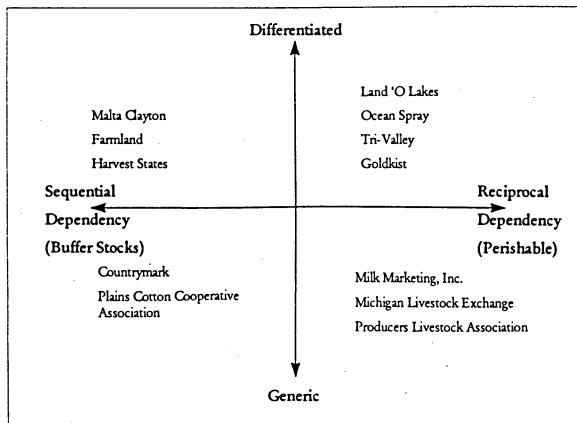 Differentiated
Land ‘O Lakes
Malta Clayton
Ocean Spray
Farmland
Tri-Valley
Harvest States
Goldkist
Sequential
Dependency
(Buffer Stocks)
Reciprocal
Dependency
(Perishable)
Countrymark
Plains Cotton Cooperative
Association
Milk Marketing, Inc.
Michigan Livestock Exchange
Producers Livestock Association
Generic